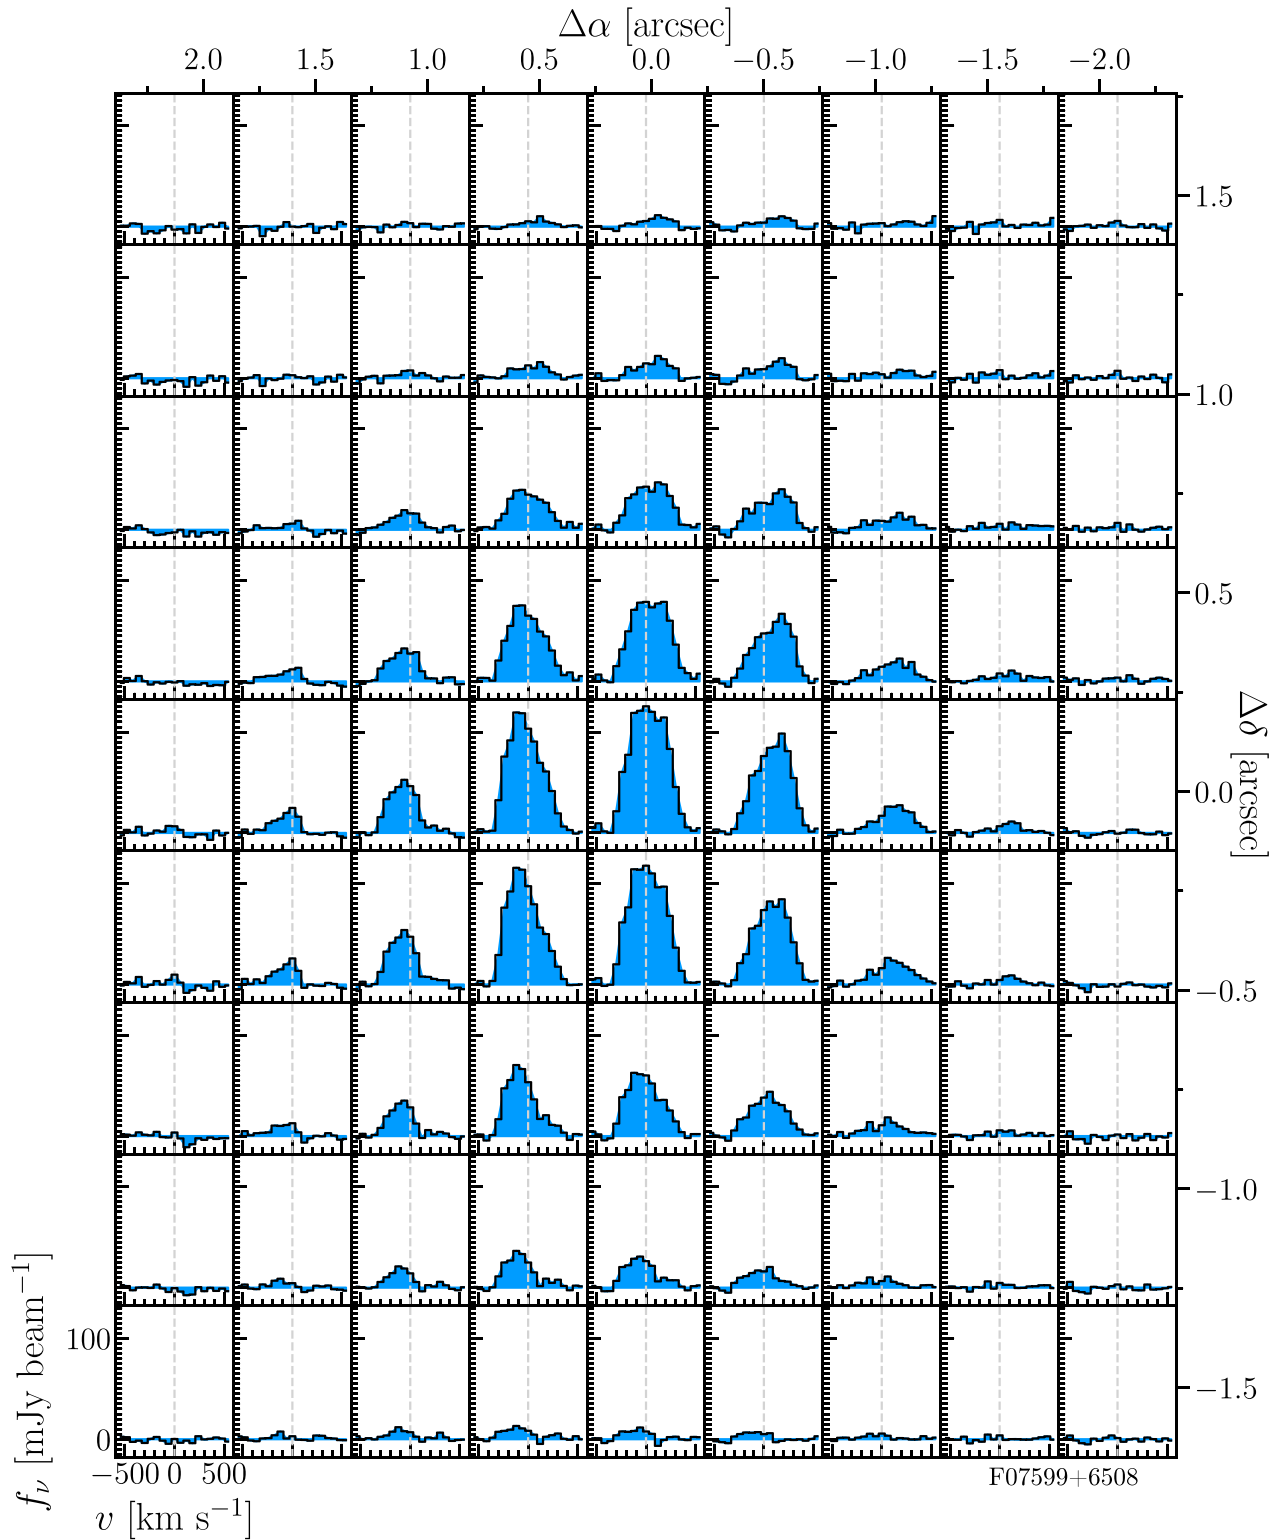 Δα [arcsec]
2.0 1.5 1.0 0.5 0.0 −0.5 −1.0 −1.5 −2.0
1.5
1.0
0.5
Δδ [arcsec]
0.0
−0.5
−1.0
−1.5
fν [mJy beam⁻¹]
100
0
−500 0 500
v [km s⁻¹]
F07599+6508